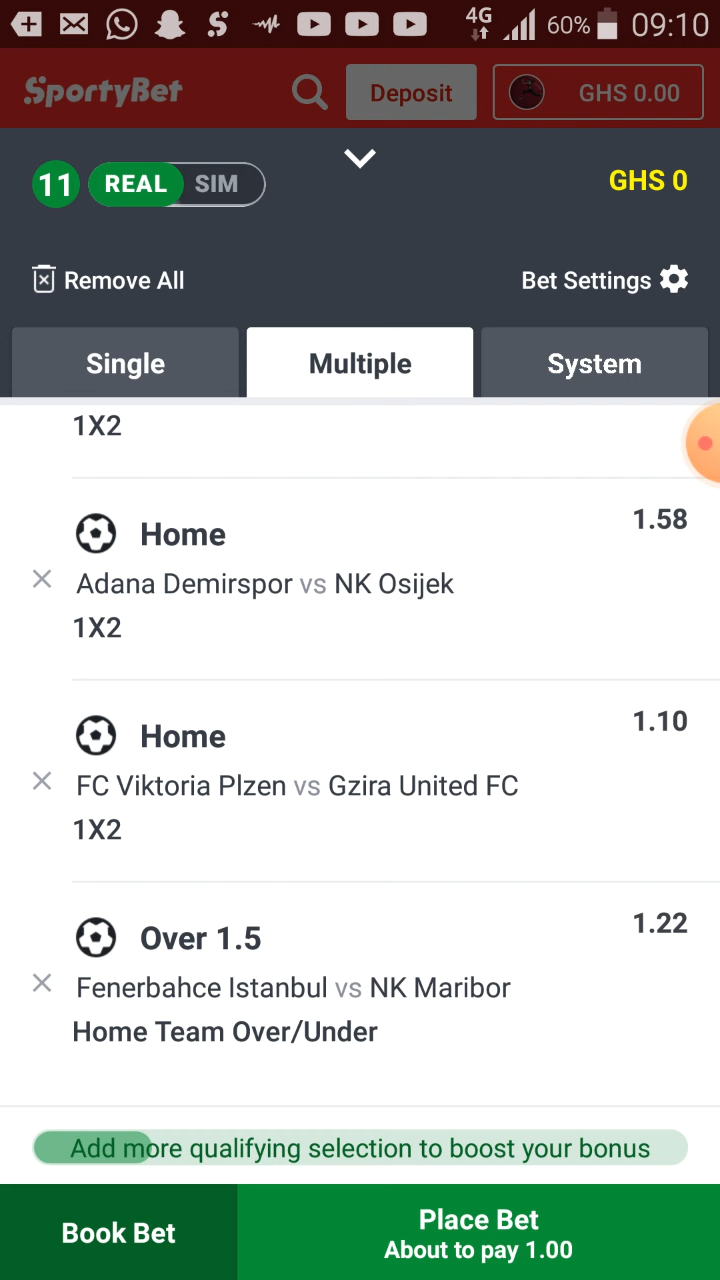 4G 60% 09:10
SportyBet Deposit GHS 0.00
11 REAL SIM GHS 0
Remove All Bet Settings
Single Multiple System
1X2
Home 1.58
Adana Demirspor vs NK Osijek
1X2
Home 1.10
FC Viktoria Plzen vs Gzira United FC
1X2
Over 1.5 1.22
Fenerbahce Istanbul vs NK Maribor
Home Team Over/Under
Add more qualifying selection to boost your bonus
Book Bet Place Bet
About to pay 1.00